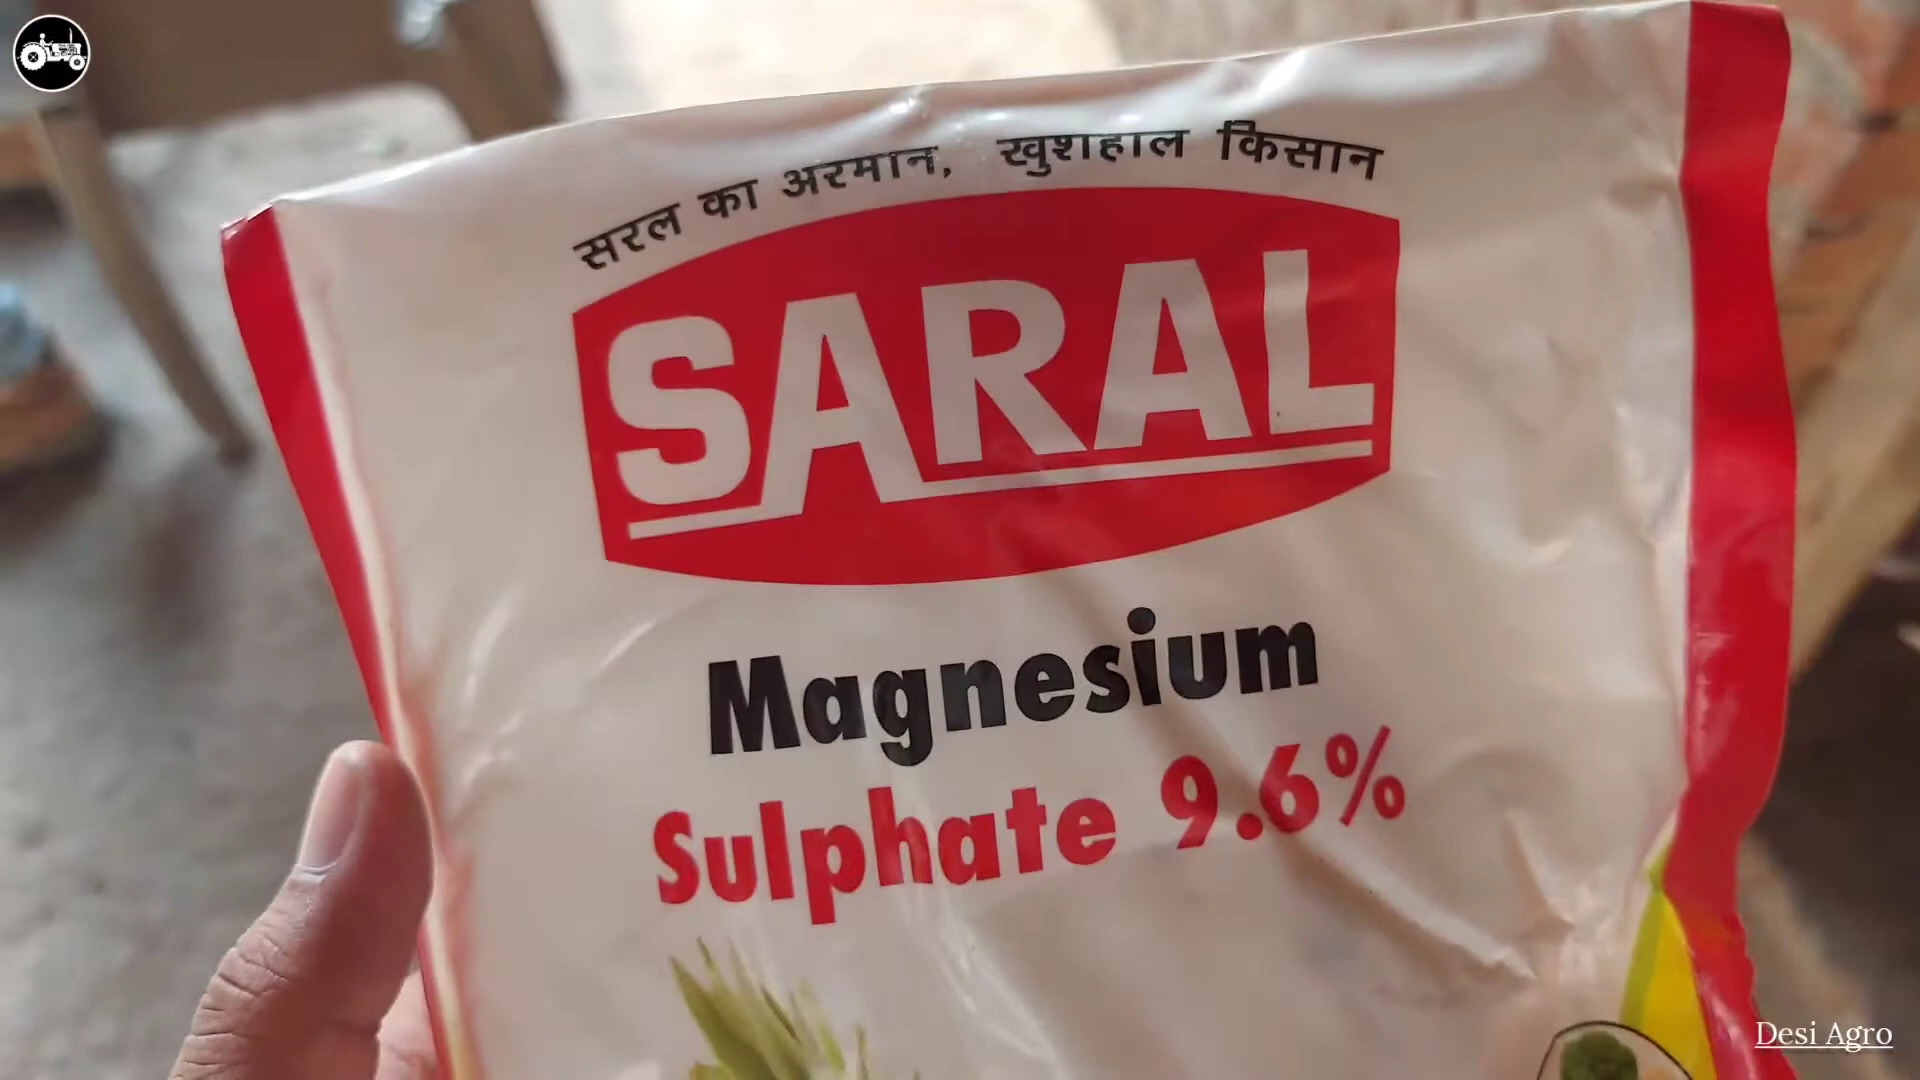 सरल का अरमान, खुशहाल किसान
SARAL
Magnesium
Sulphate 9.6%
Desi Agro